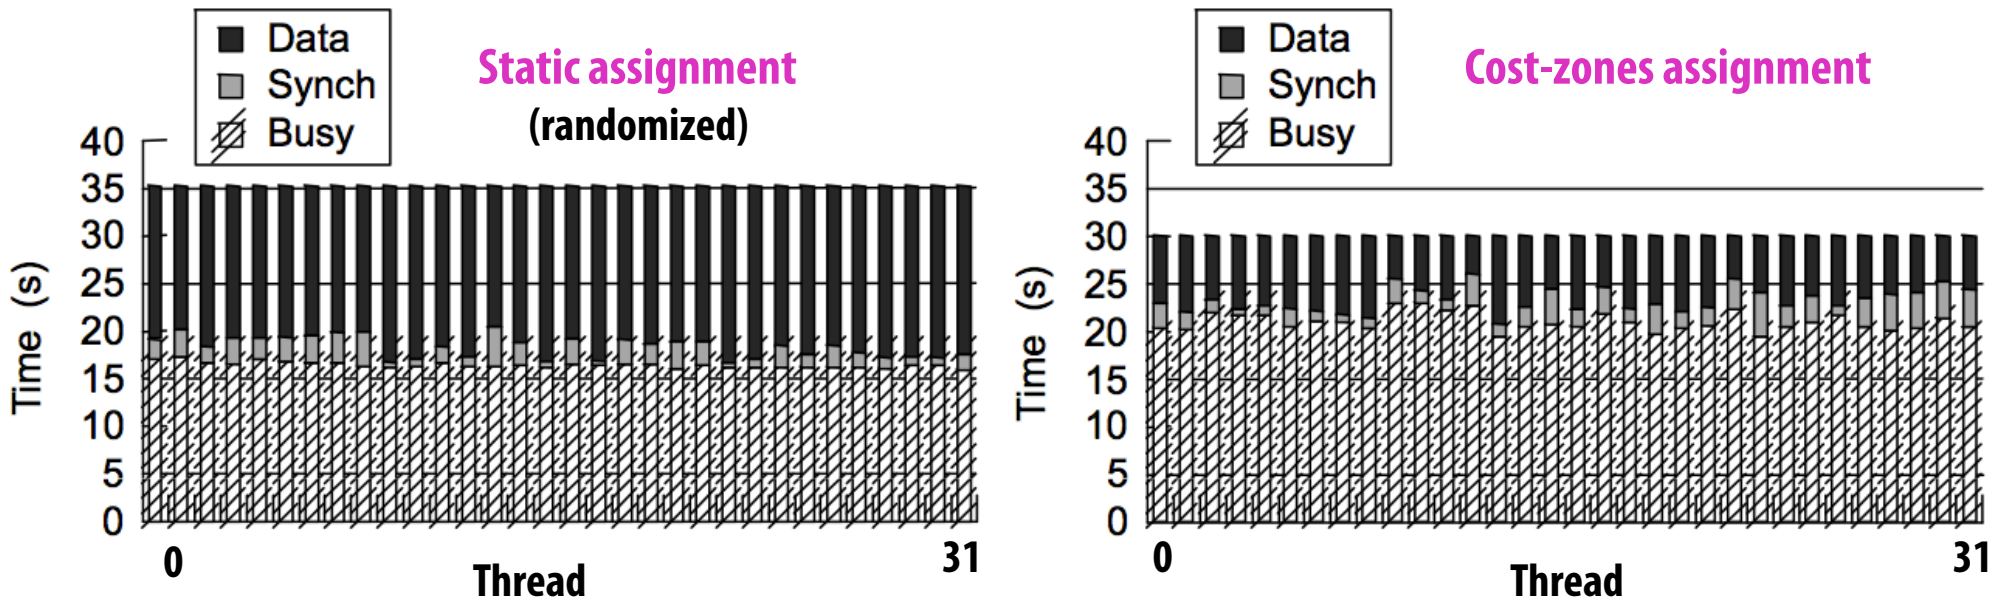 Data
Synch
Busy
Static assignment
(randomized)
40
35
30
25
20
15
10
5
0
Time (s)
0
31
Thread
Data
Synch
Busy
Cost-zones assignment
40
35
30
25
20
15
10
5
0
Time (s)
0
31
Thread